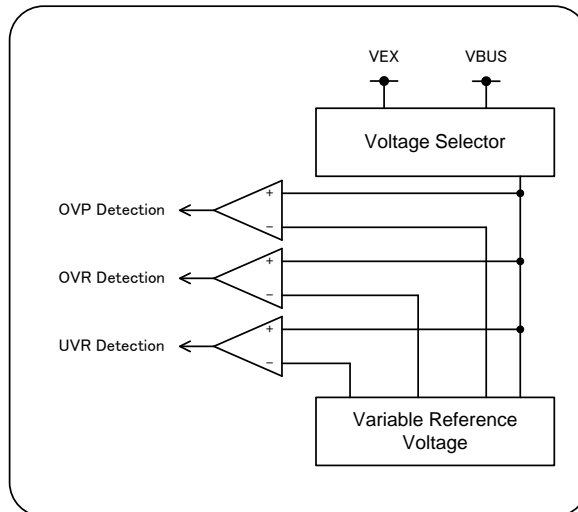 VEX VBUS
Voltage Selector
+
OVP Detection
−
+
OVR Detection
−
+
UVR Detection
−
Variable Reference
Voltage